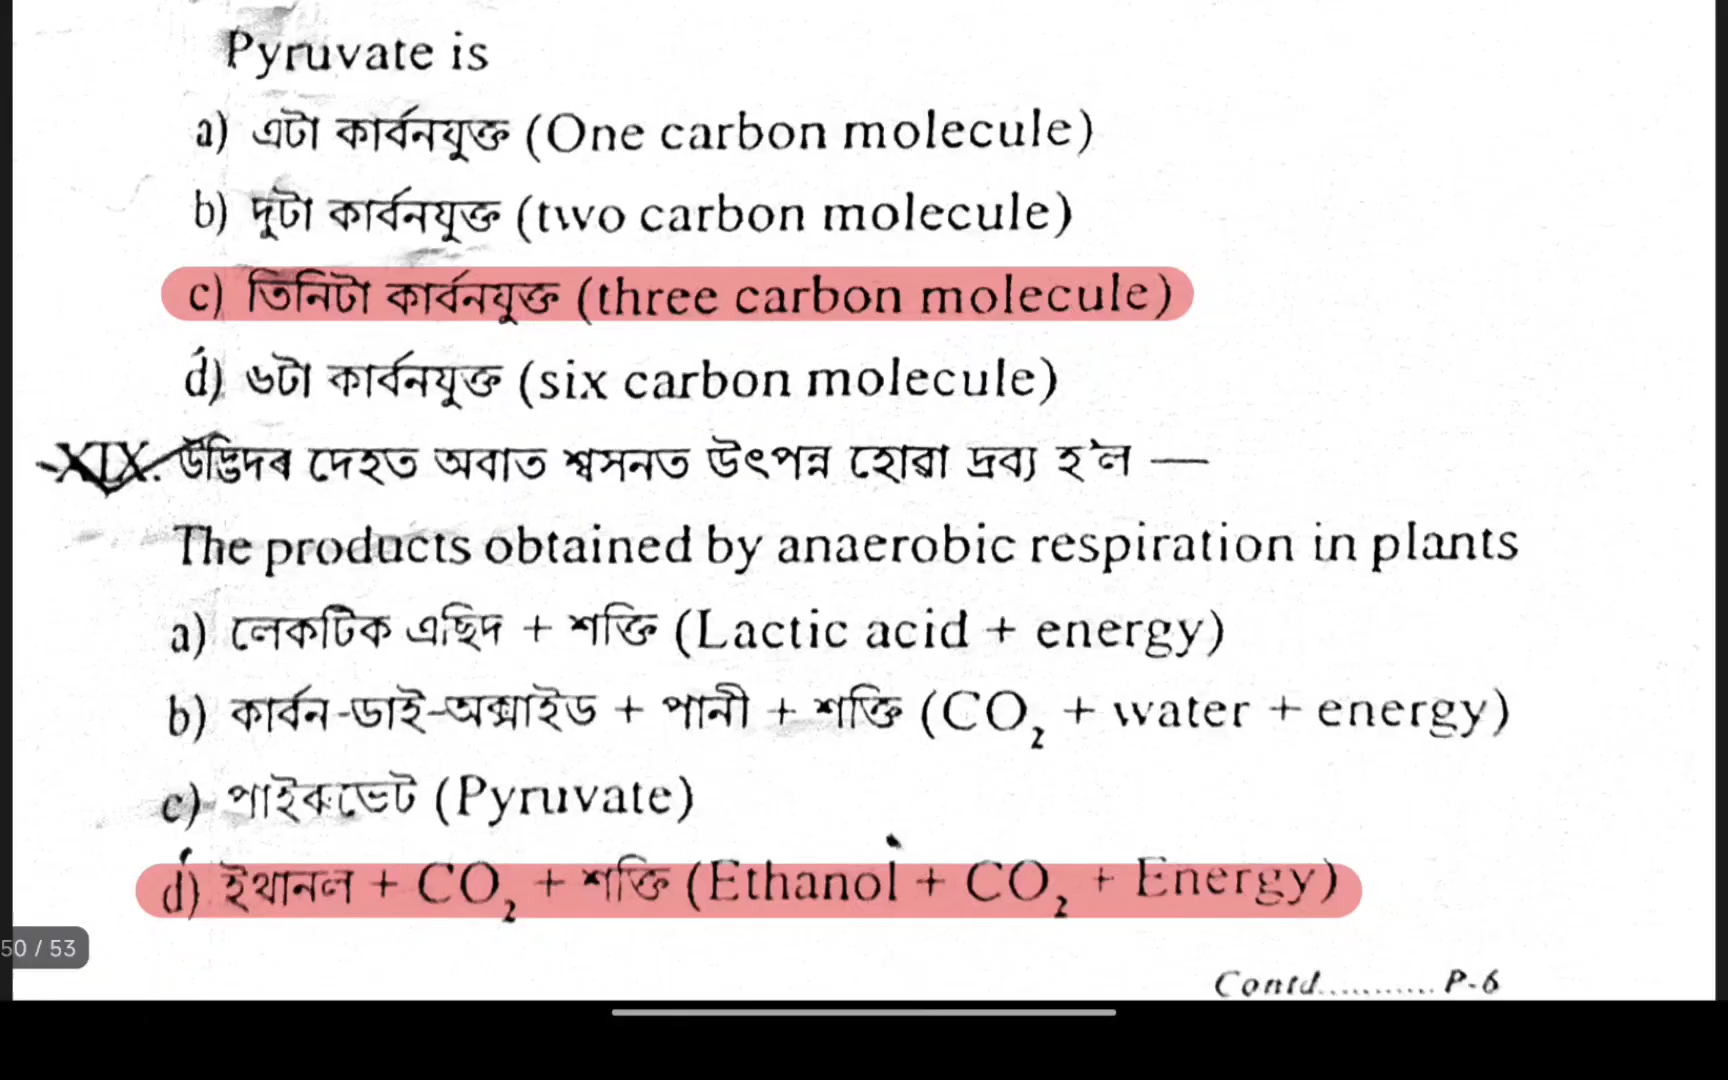 Pyruvate is
a) এটা কাৰ্বনযুক্ত (One carbon molecule)
b) দুটা কাৰ্বনযুক্ত (two carbon molecule)
c) তিনিটা কাৰ্বনযুক্ত (three carbon molecule)
d) ৬টা কাৰ্বনযুক্ত (six carbon molecule)
XIX. উদ্ভিদৰ দেহত অবাত শ্বসনত উৎপন্ন হোৱা দ্ৰব্য হ'ল —
The products obtained by anaerobic respiration in plants
a) লেকটিক এছিদ + শক্তি (Lactic acid + energy)
b) কাৰ্বন-ডাই-অক্সাইড + পানী + শক্তি (CO₂ + water + energy)
c) পাইৰুভেট (Pyruvate)
d) ইথানল + CO₂ + শক্তি (Ethanol + CO₂ + Energy)
50 / 53
Contd........... P-6